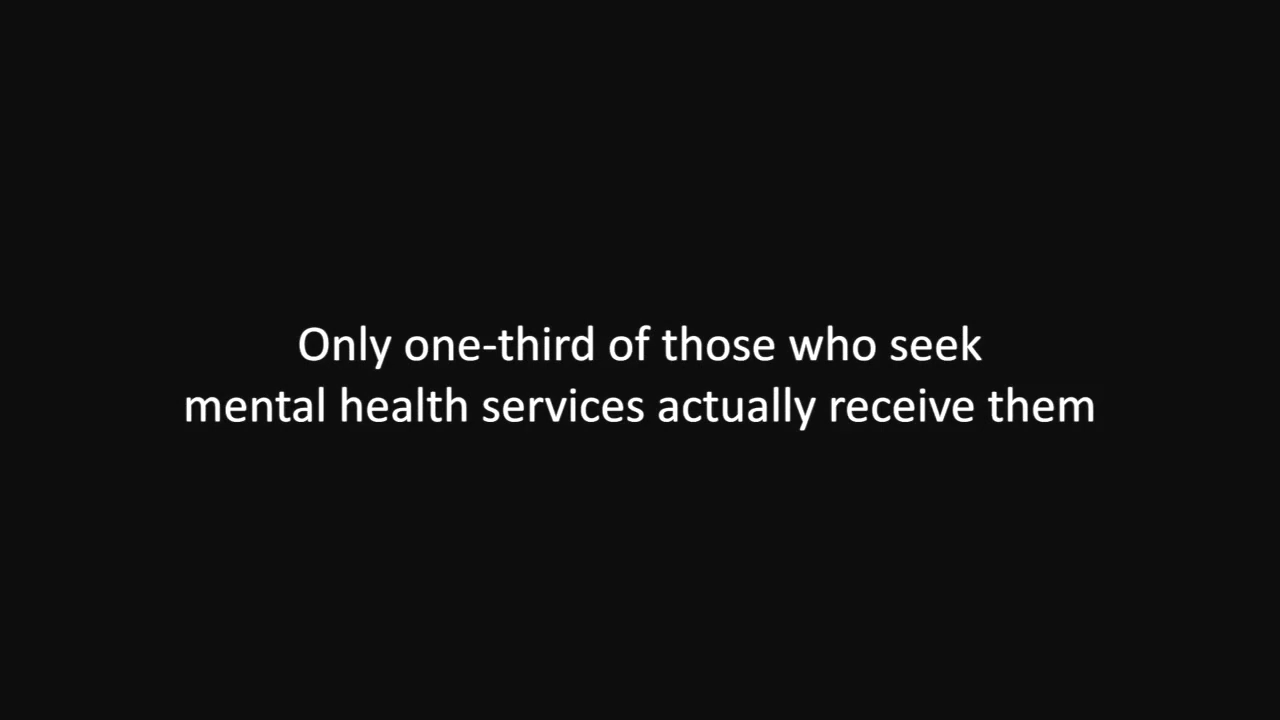 Only one-third of those who seek
mental health services actually receive them